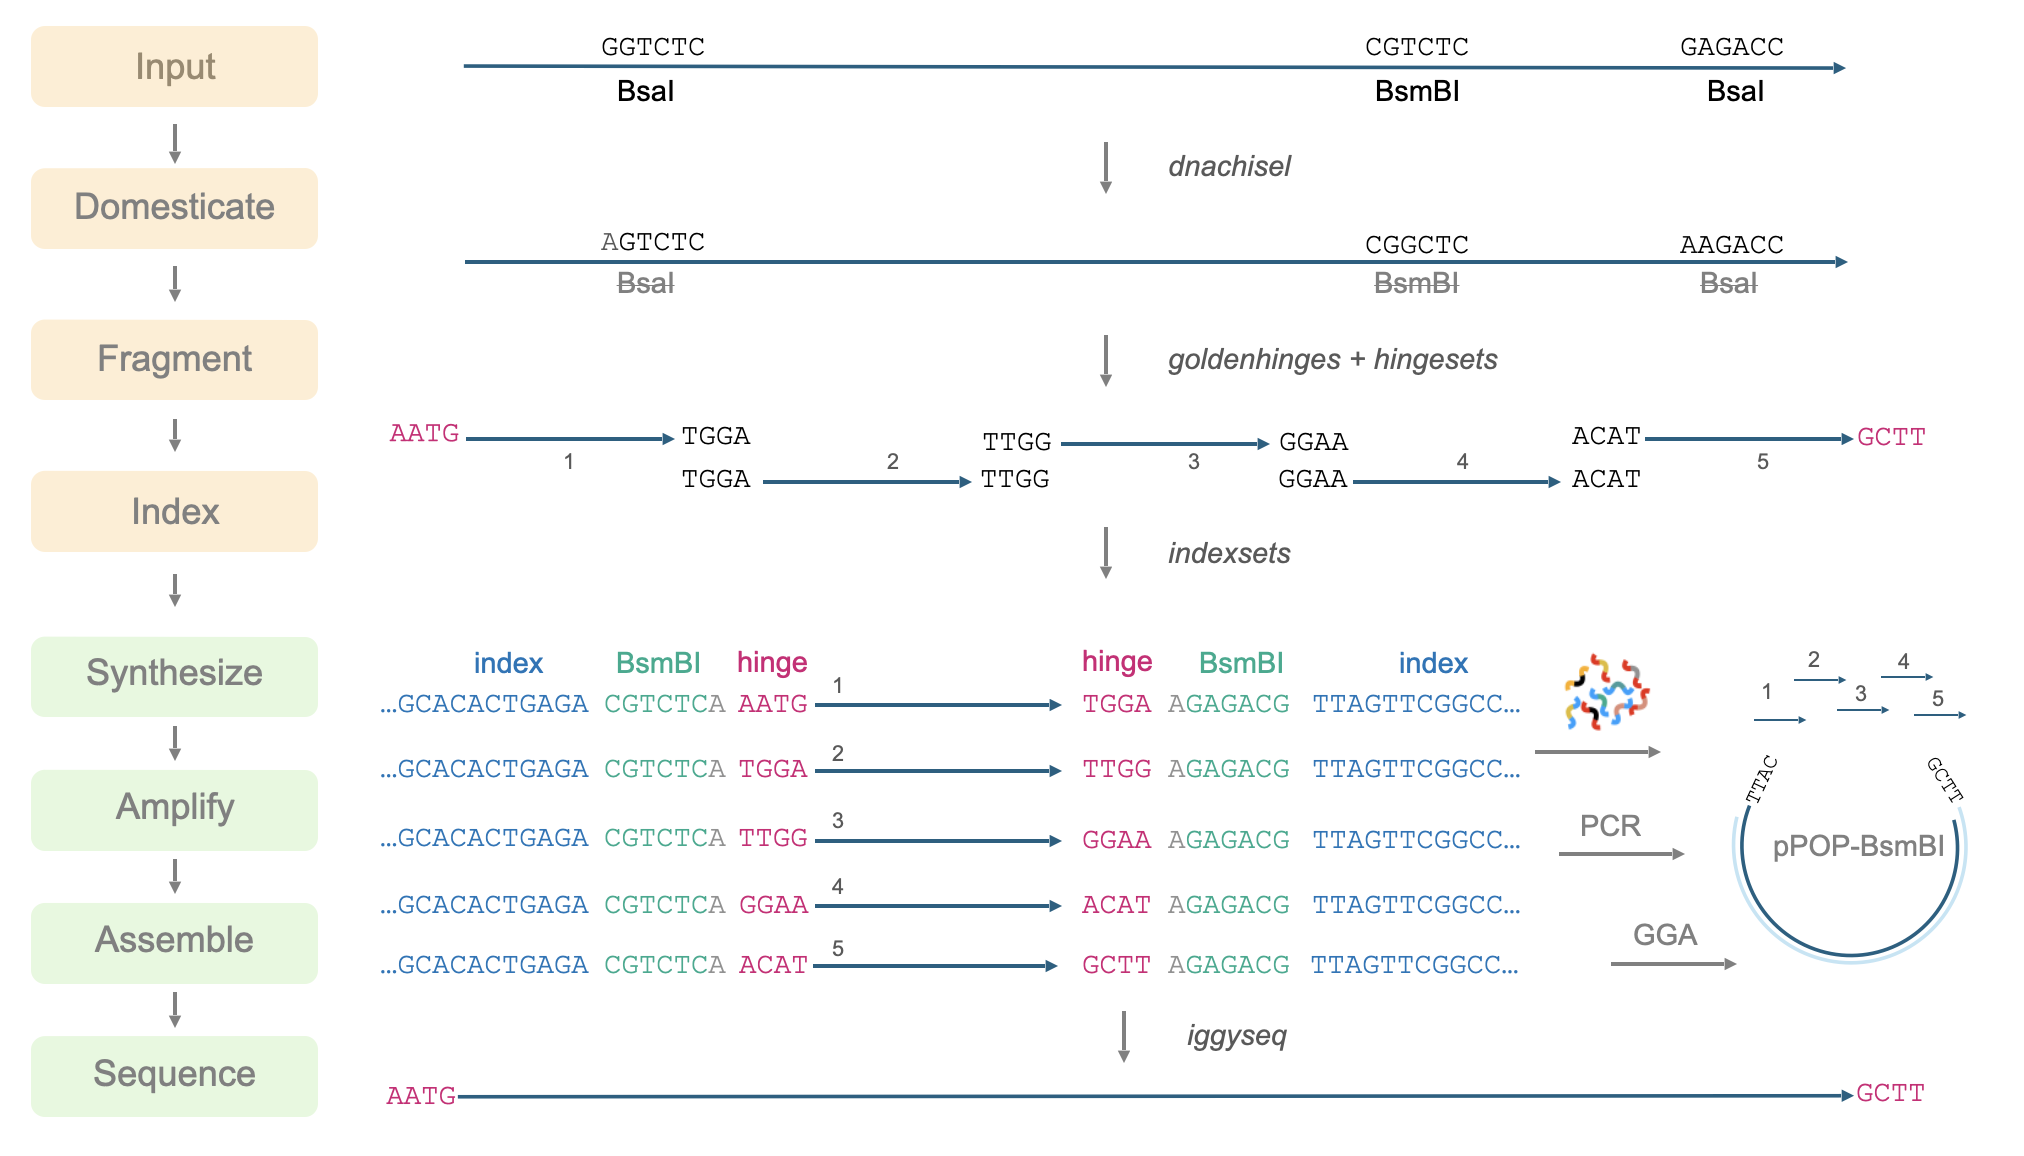 Input
GGTCTC CGTCTC GAGACC
BsaI BsmBI BsaI
dnachisel
Domesticate
AGTCTC CGGCTC AAGACC
BsaI BsmBI BsaI
Fragment
goldenhinges + hingesets
AATG TGGA TTGG GGAA ACAT GCTT
1 2 3 4 5
TGGA TTGG GGAA ACAT
Index
indexsets
Synthesize
index BsmBI hinge hinge BsmBI index
...GCACACTGAGA CGTCTCA AATG 1 TGGA AGAGACG TTAGTTCGGCC...
...GCACACTGAGA CGTCTCA TGGA 2 TTGG AGAGACG TTAGTTCGGCC...
...GCACACTGAGA CGTCTCA TTGG 3 GGAA AGAGACG TTAGTTCGGCC...
...GCACACTGAGA CGTCTCA GGAA 4 ACAT AGAGACG TTAGTTCGGCC...
...GCACACTGAGA CGTCTCA ACAT 5 GCTT AGAGACG TTAGTTCGGCC...
2 4
1 3 5
TTAC GCTT
Amplify
PCR
pPOP-BsmBI
Assemble
GGA
iggyseq
Sequence
AATG GCTT